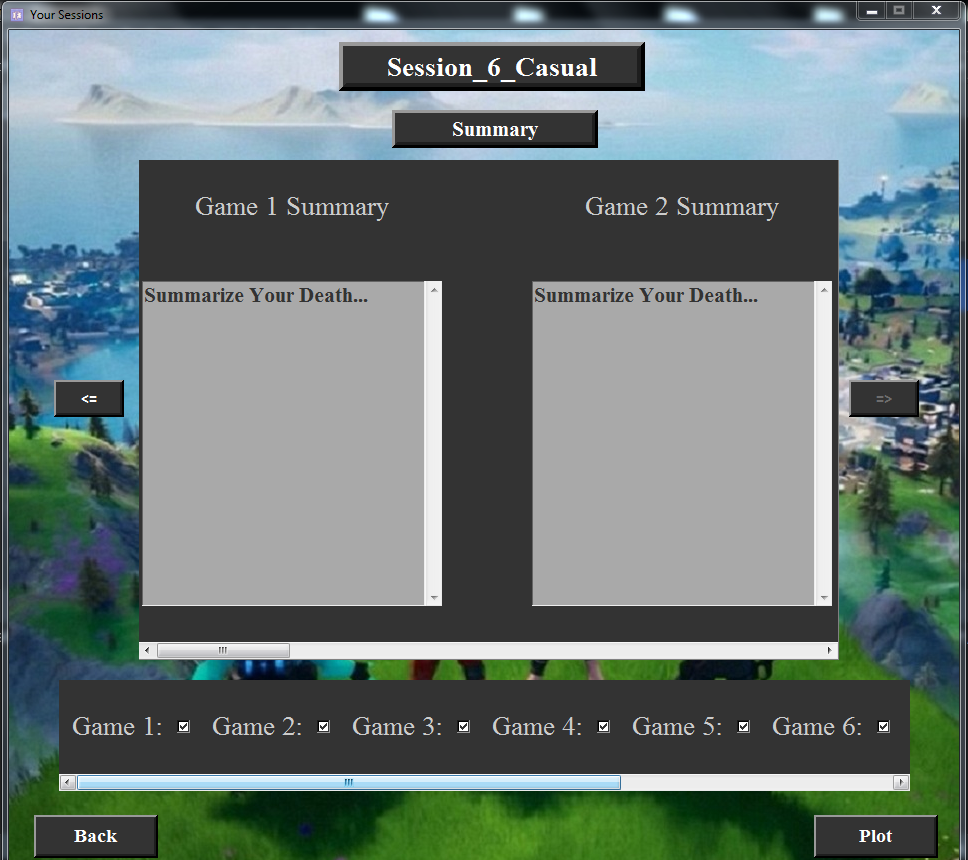 Your Sessions
Session_6_Casual
Summary
Game 1 Summary Game 2 Summary
Summarize Your Death... Summarize Your Death...
<= =>
Game 1: Game 2: Game 3: Game 4: Game 5: Game 6:
Back Plot